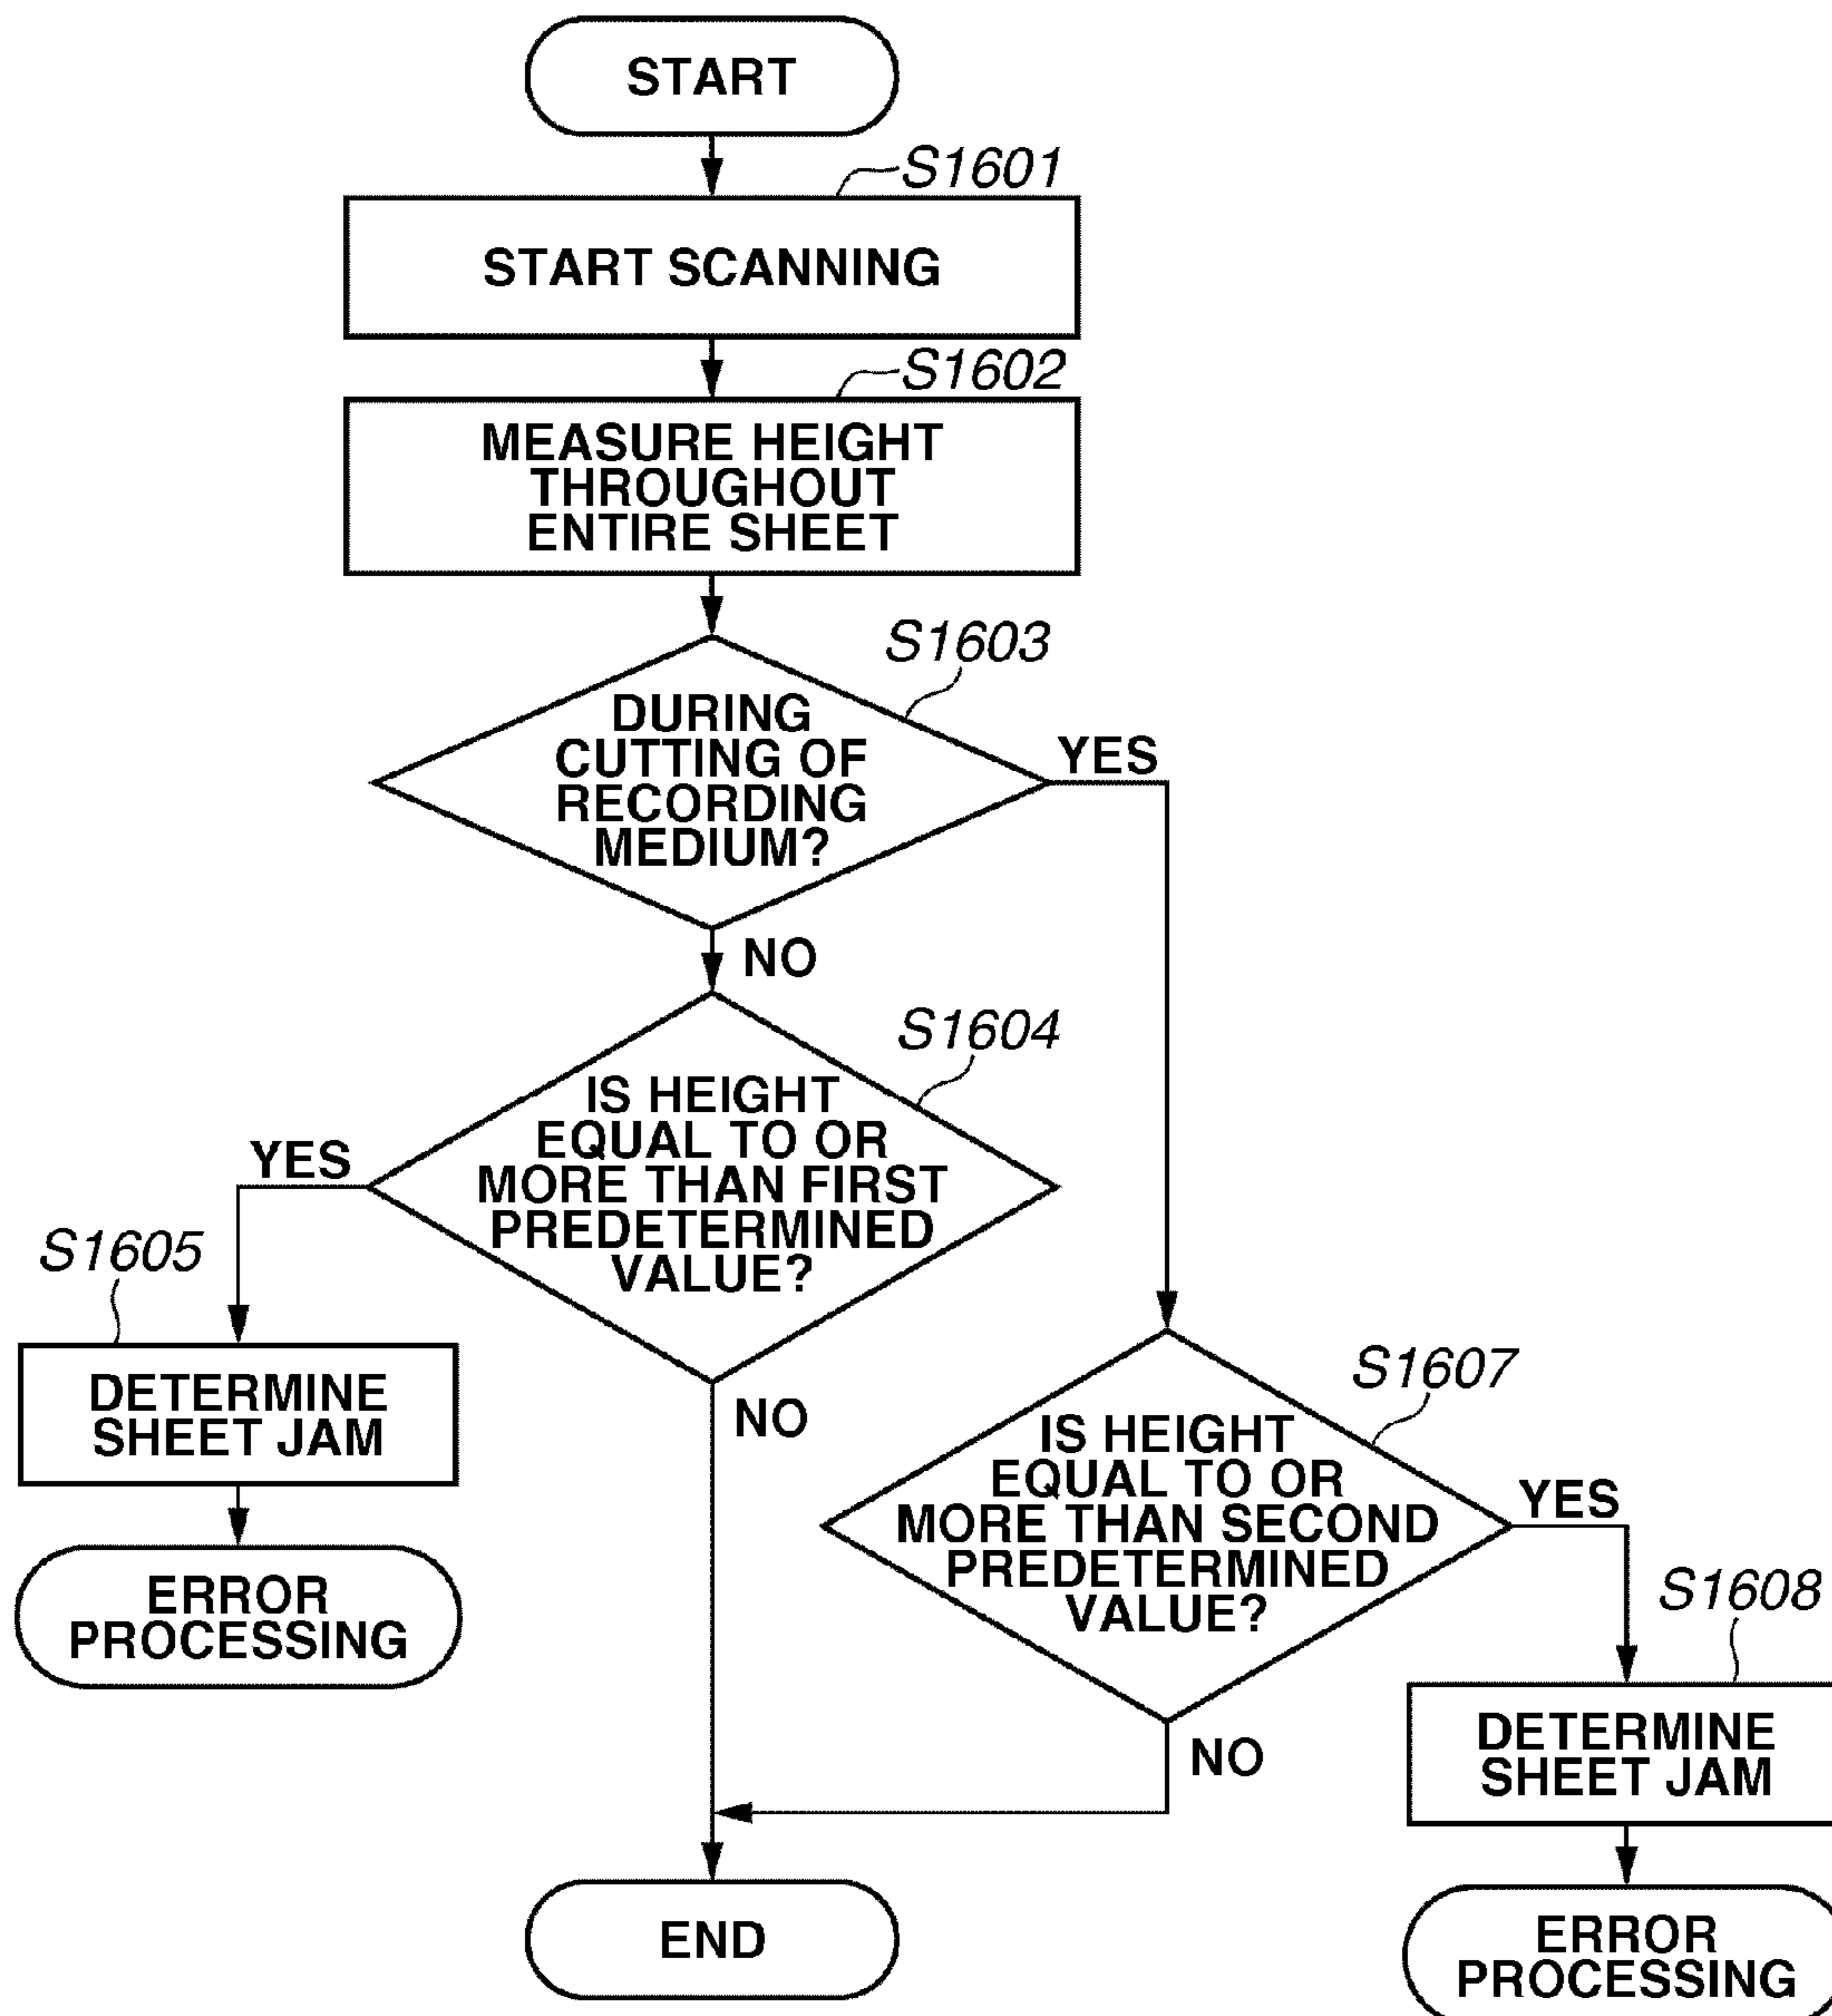 START
S1601
START SCANNING
S1602
MEASURE HEIGHT
THROUGHOUT
ENTIRE SHEET
S1603
DURING
CUTTING OF
RECORDING
MEDIUM?
YES
NO
S1604
IS HEIGHT
EQUAL TO OR
MORE THAN FIRST
PREDETERMINED
VALUE?
YES
NO
S1605
DETERMINE
SHEET JAM
ERROR
PROCESSING
S1607
IS HEIGHT
EQUAL TO OR
MORE THAN SECOND
PREDETERMINED
VALUE?
YES
NO
S1608
DETERMINE
SHEET JAM
ERROR
PROCESSING
END